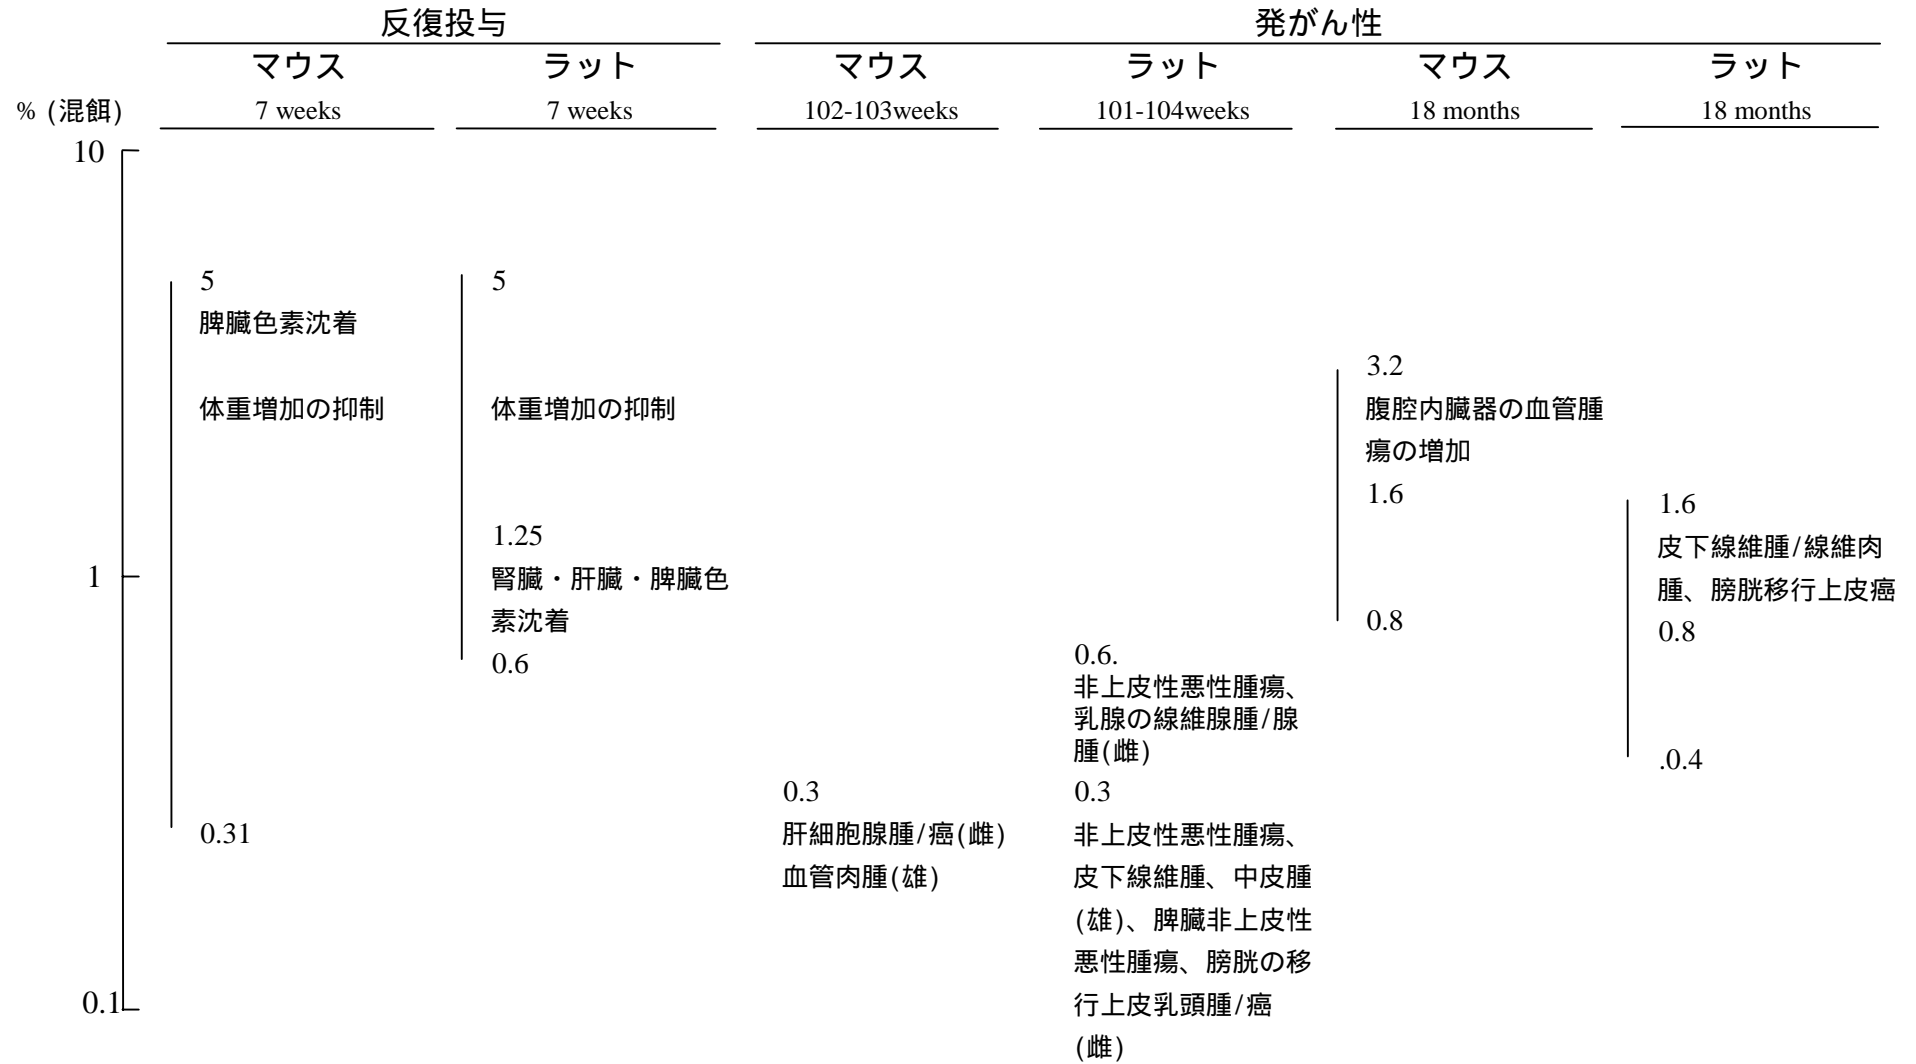 反復投与
発がん性
マウス
ラット
マウス
ラット
マウス
ラット
% (混餌)
7 weeks
7 weeks
102-103weeks
101-104weeks
18 months
18 months
10
1
0.1
5
脾臓色素沈着
体重増加の抑制
0.31
5
体重増加の抑制
1.25
腎臓・肝臓・脾臓色
素沈着
0.6
0.3
肝細胞腺腫/癌(雌)
血管肉腫(雄)
0.6.
非上皮性悪性腫瘍、
乳腺の線維腺腫/腺
腫(雌)
0.3
非上皮性悪性腫瘍、
皮下線維腫、中皮腫
(雄)、脾臓非上皮性
悪性腫瘍、膀胱の移
行上皮乳頭腫/癌
(雌)
3.2
腹腔内臓器の血管腫
瘍の増加
1.6
0.8
1.6
皮下線維腫/線維肉
腫、膀胱移行上皮癌
0.8
.0.4